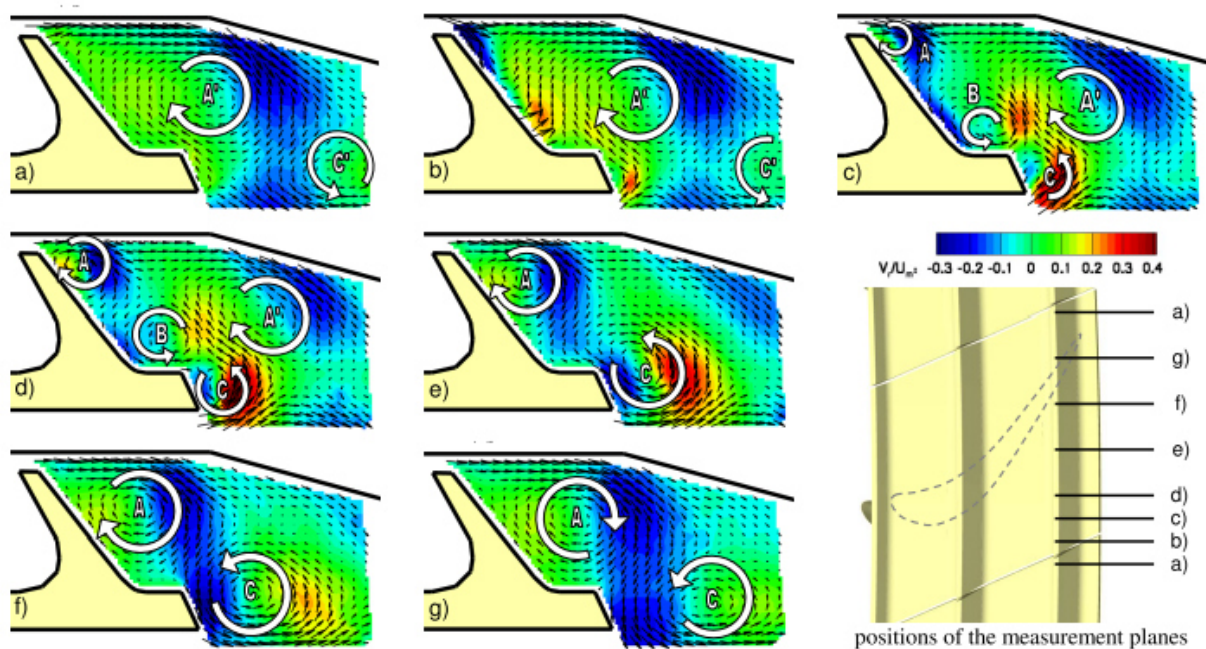 A'
C'
a)
A'
C'
b)
A
B
A'
C
c)
A
B
A'
C
d)
A
C
e)
V_r/U_m²
-0.3 -0.2 -0.1 0 0.1 0.2 0.3 0.4
a)
g)
f)
e)
d)
c)
b)
a)
A
C
f)
A
C
g)
positions of the measurement planes